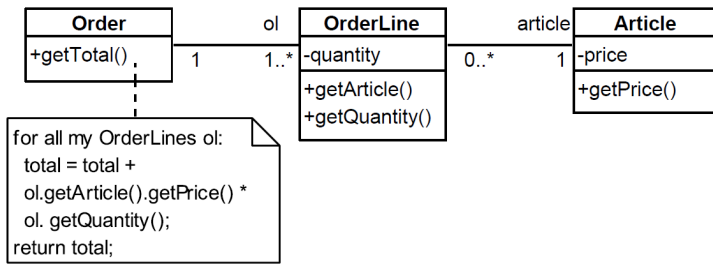 Order
+getTotal()
1
ol
1..*
OrderLine
-quantity
+getArticle()
+getQuantity()
0..*
article
1
Article
-price
+getPrice()
for all my OrderLines ol:
total = total +
ol.getArticle().getPrice() *
ol. getQuantity();
return total;